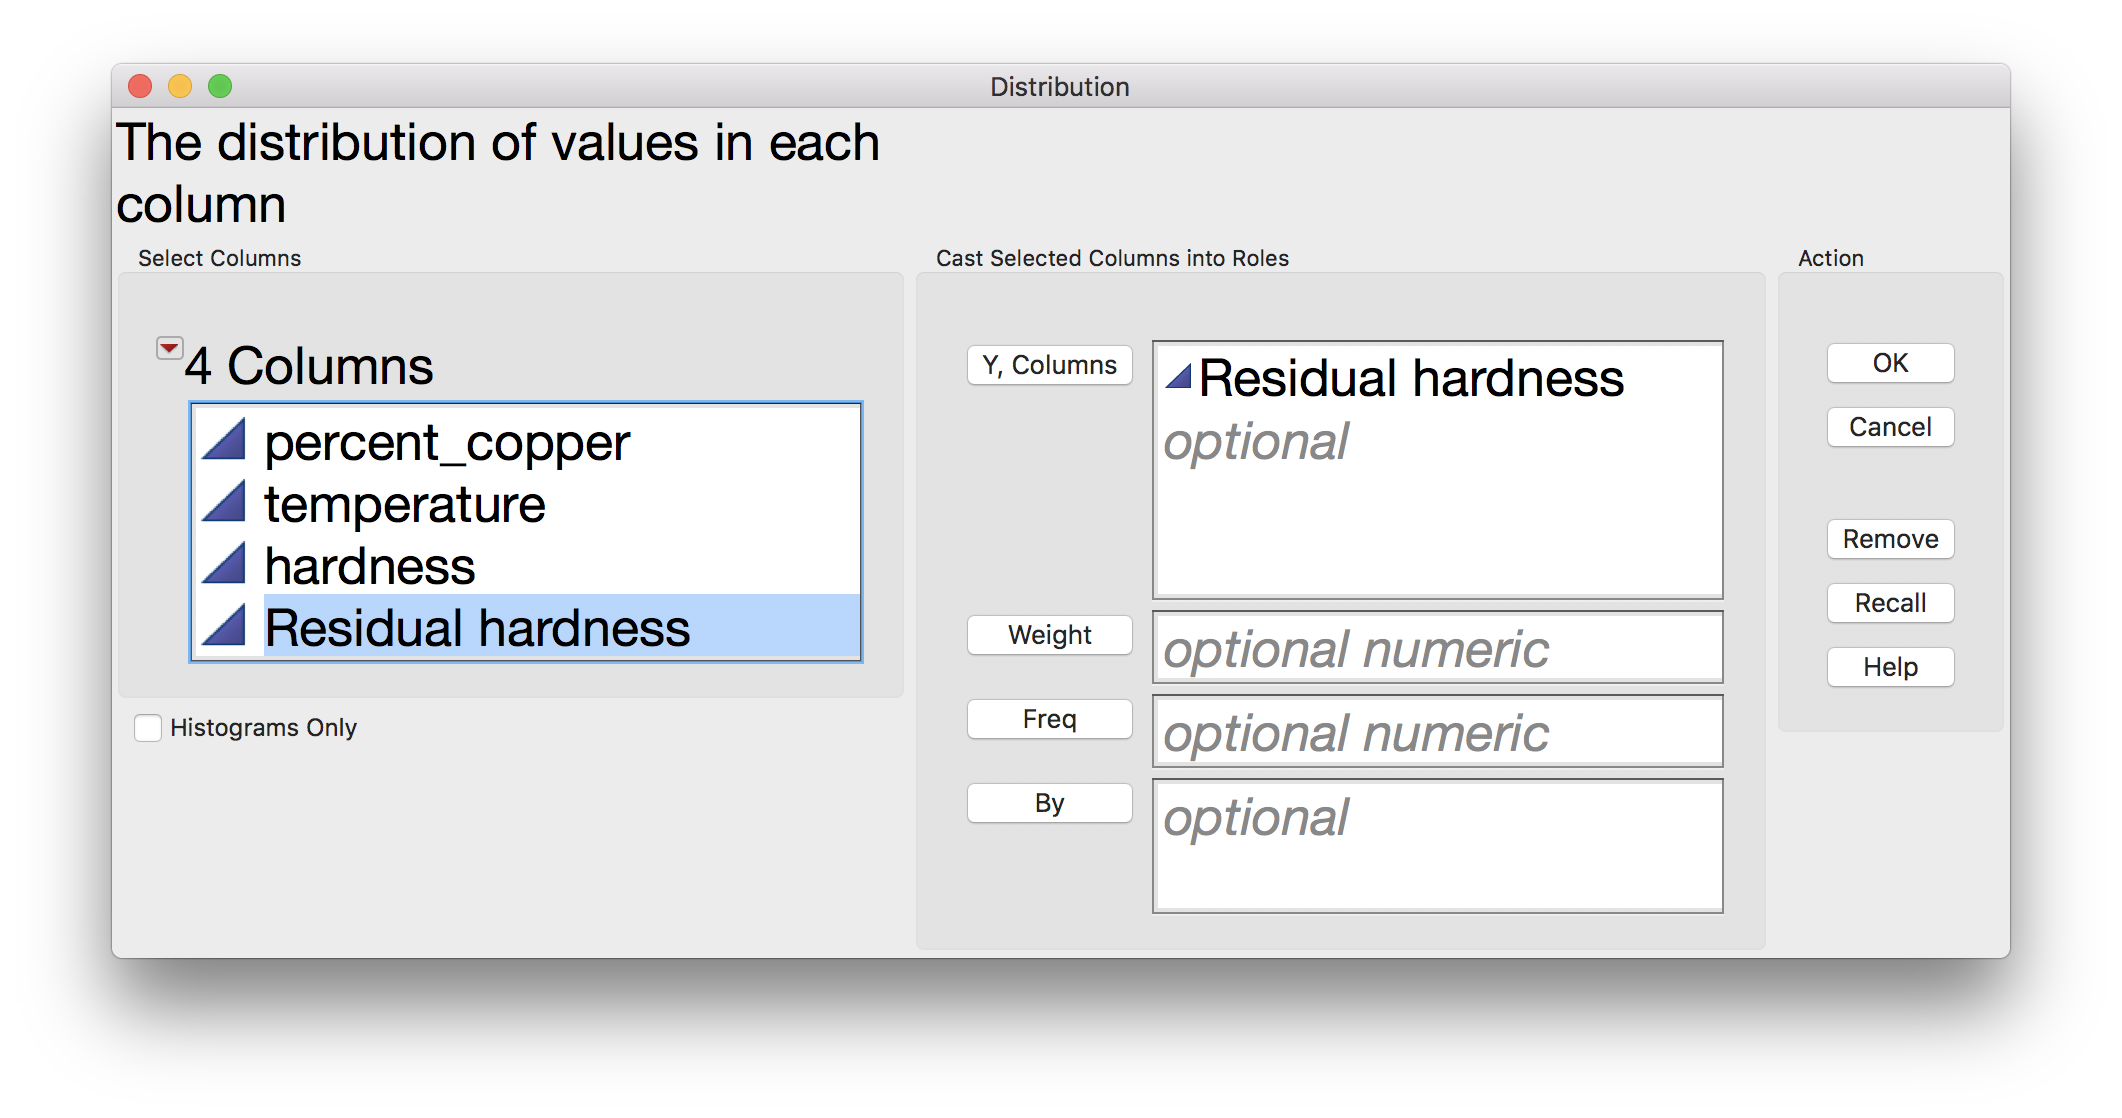 Distribution
The distribution of values in each
column
Select Columns
4 Columns
percent_copper
temperature
hardness
Residual hardness
Histograms Only
Cast Selected Columns into Roles
Y, Columns
Residual hardness
optional
Weight
optional numeric
Freq
optional numeric
By
optional
Action
OK
Cancel
Remove
Recall
Help